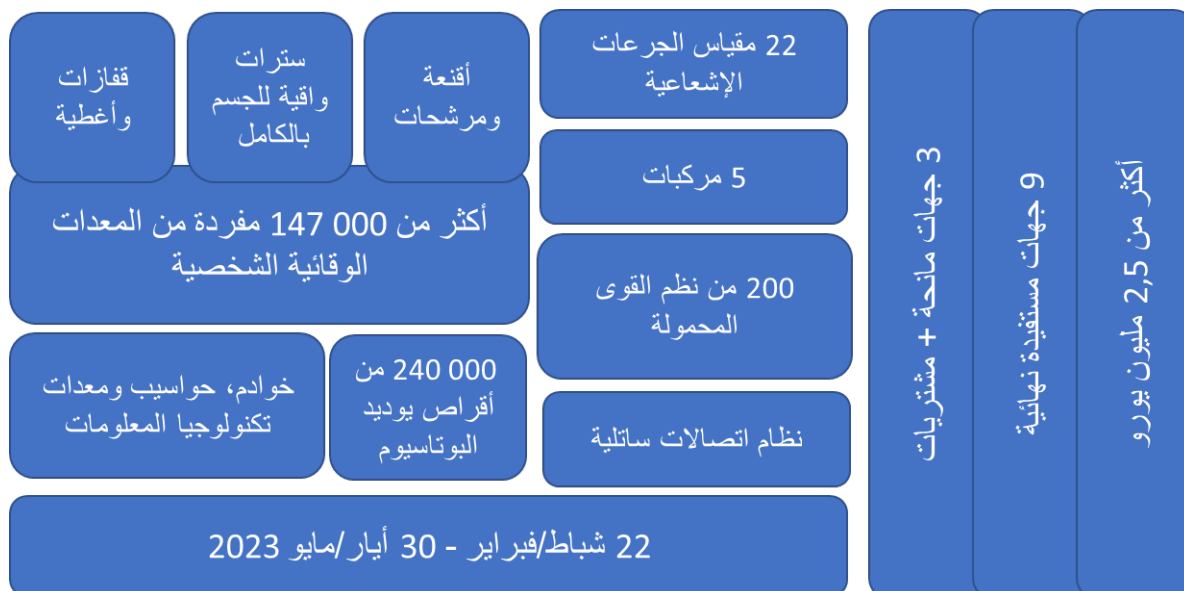 أكثر من 2,5 مليون يورو
9 جهات مستفيدة نهائية
3 جهات مانحة + مشتريات
22 مقياس الجرعات
الإشعاعية
5 مركبات
200 من نظم القوى
المحمولة
نظام اتصالات ساتلية
أقنعة
ومرشحات
سترات
واقية للجسم
بالكامل
قفازات
وأغطية
أكثر من 000 147 مفردة من المعدات
الوقائية الشخصية
000 240 من
أقراص يوديد
البوتاسيوم
خوادم، حواسيب ومعدات
تكنولوجيا المعلومات
22 شباط/فبراير - 30 أيار/مايو 2023